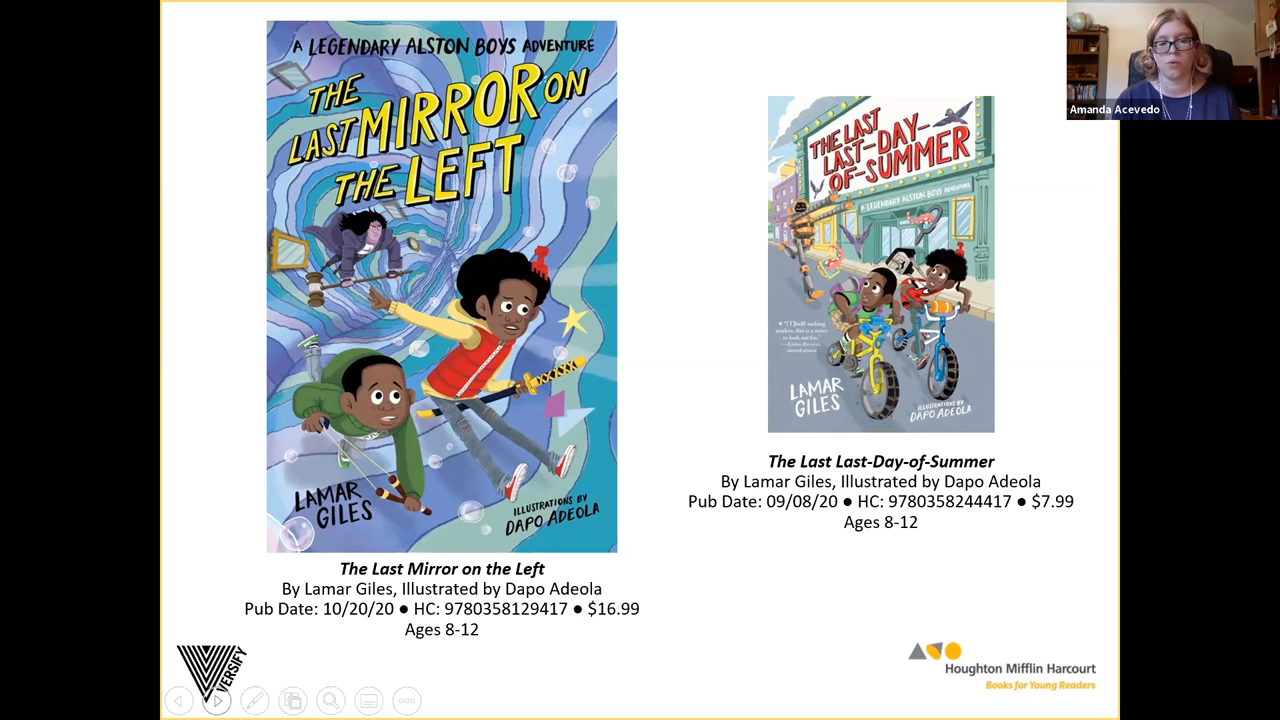 A LEGENDARY ALSTON BOYS ADVENTURE
THE
LAST MIRROR ON
THE LEFT
LAMAR
GILES
ILLUSTRATIONS BY
DAPO ADEOLA
The Last Mirror on the Left
By Lamar Giles, Illustrated by Dapo Adeola
Pub Date: 10/20/20 ● HC: 9780358129417 ● $16.99
Ages 8-12
THE LAST
LAST-DAY-
OF-SUMMER
A LEGENDARY ALSTON BOYS ADVENTURE
LAMAR
GILES
ILLUSTRATIONS BY
DAPO ADEOLA
The Last Last-Day-of-Summer
By Lamar Giles, Illustrated by Dapo Adeola
Pub Date: 09/08/20 ● HC: 9780358244417 ● $7.99
Ages 8-12
Amanda Acevedo
VERSIFY
Houghton Mifflin Harcourt
Books for Young Readers